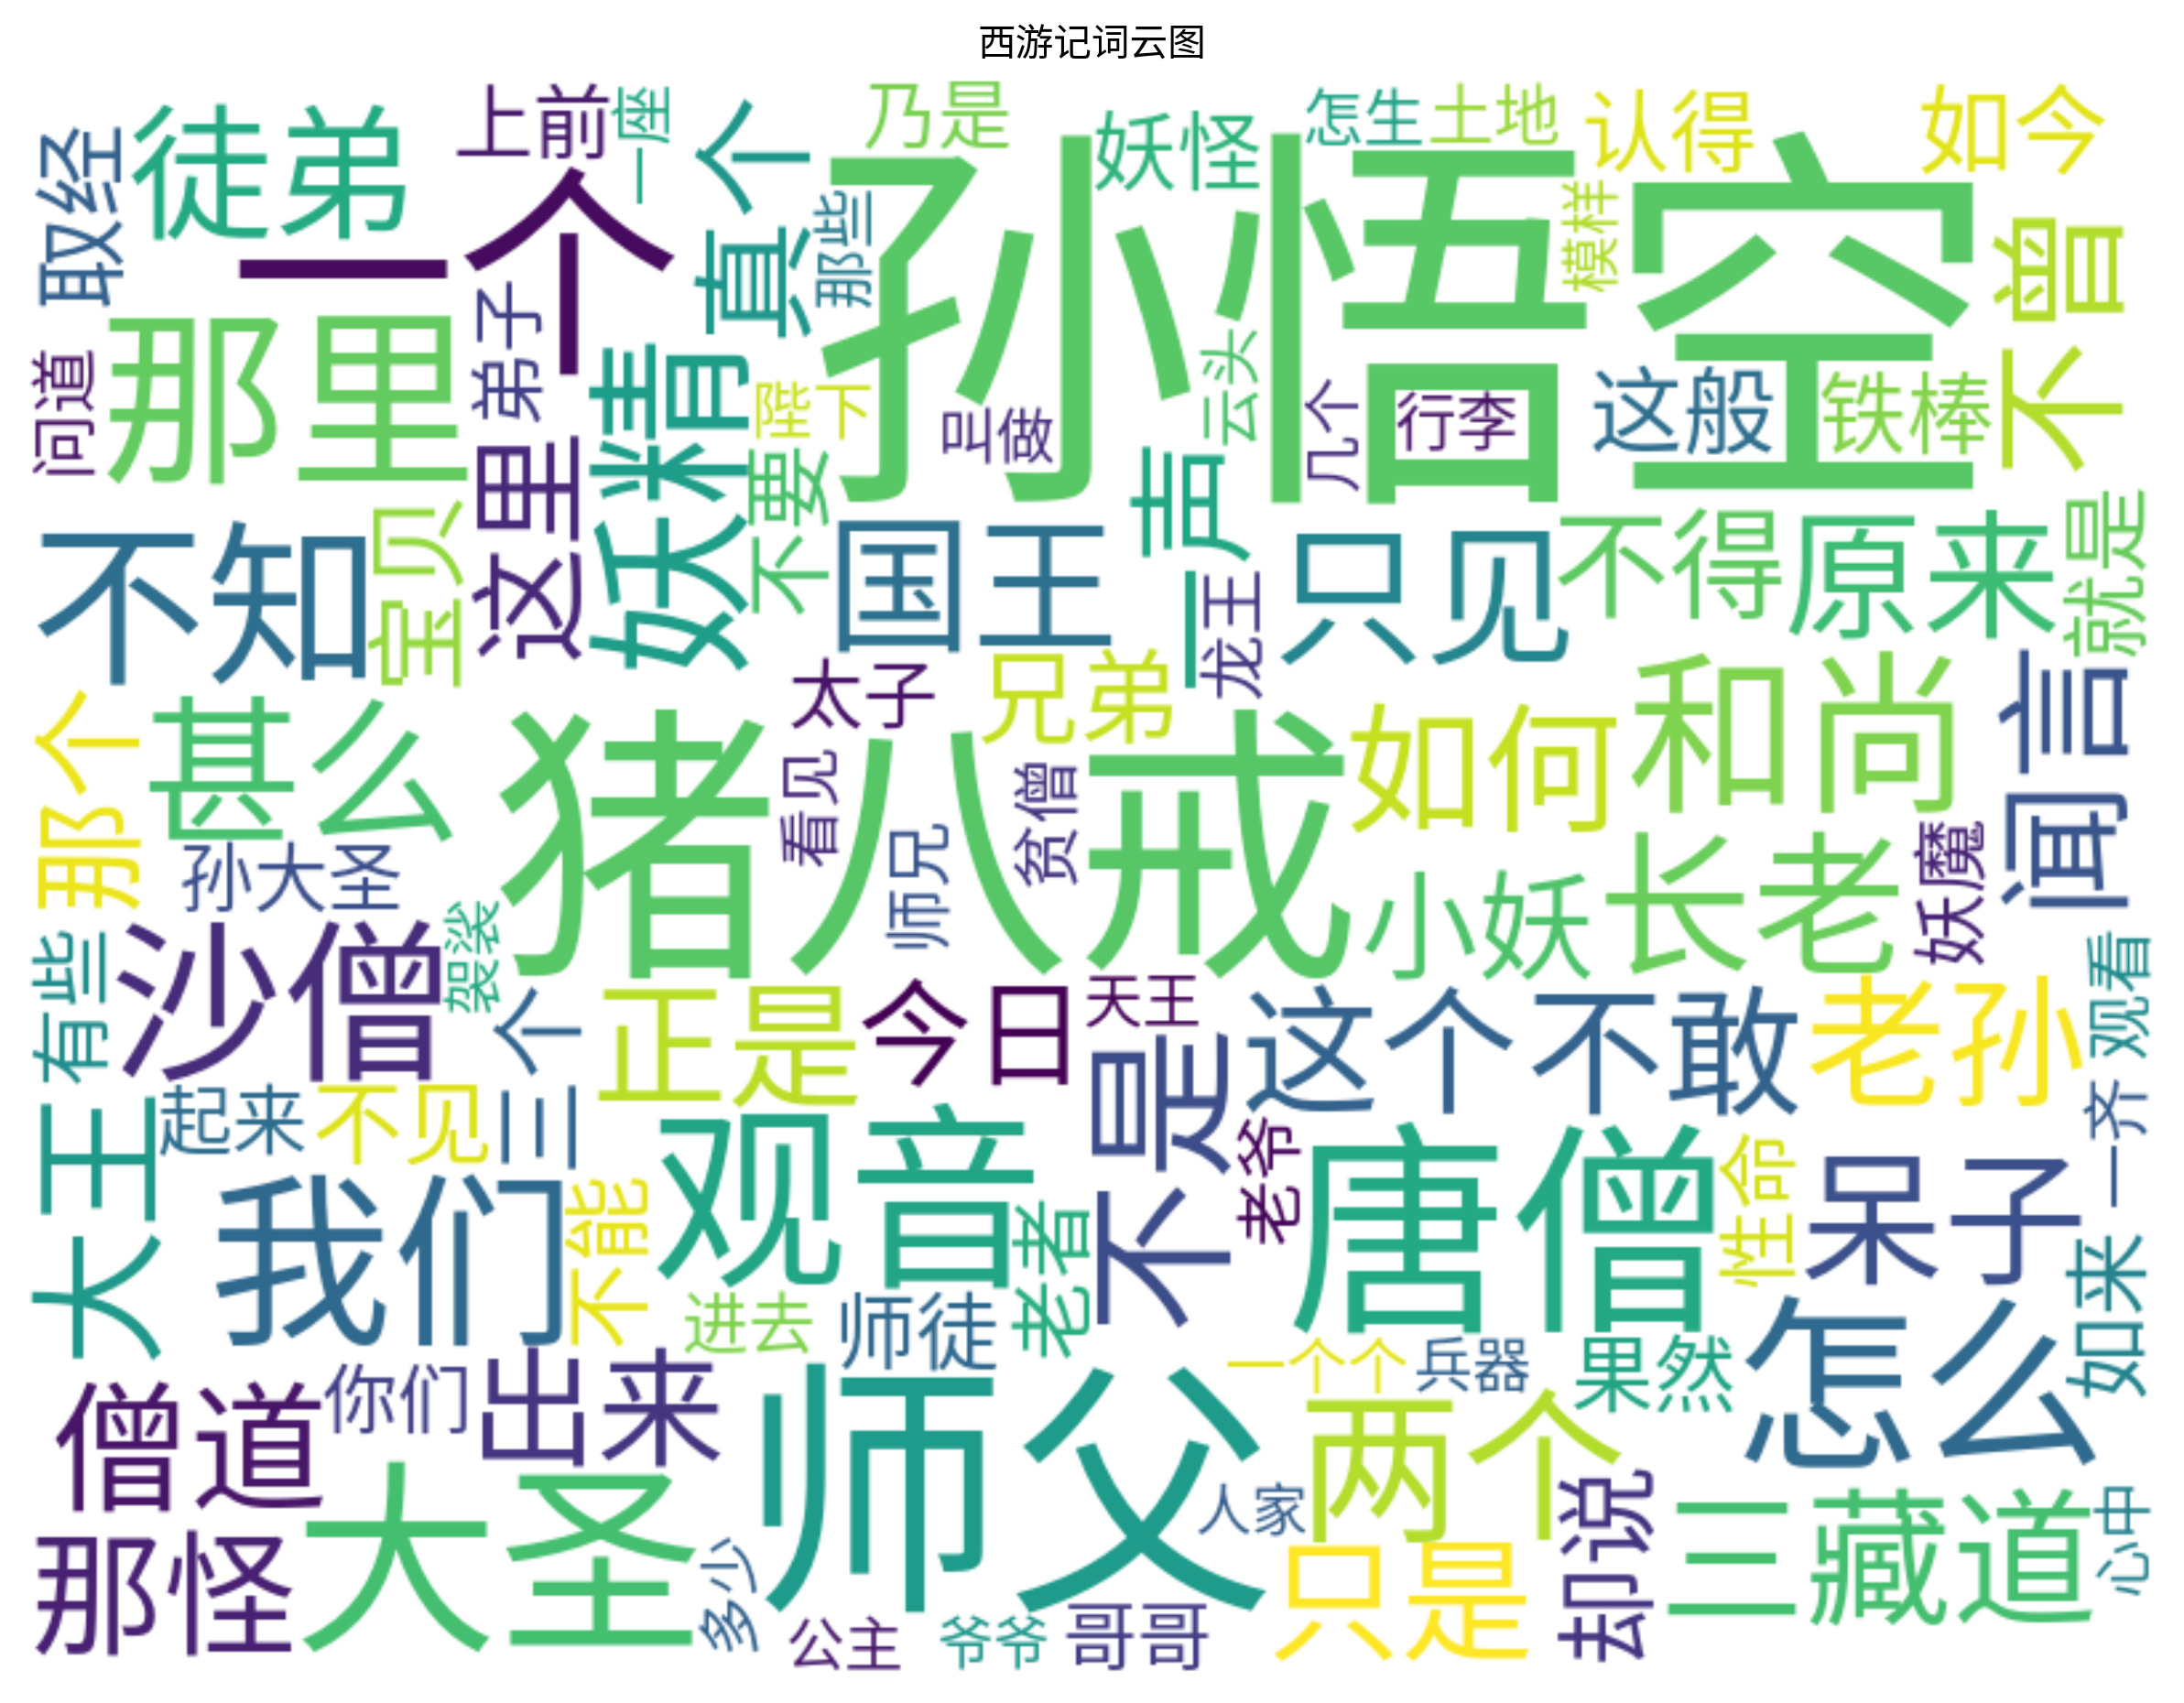 西游记词云图
取经
徒弟
上前
一座
一个
真个
乃是
那些
孙悟空
妖怪
怎生
土地
认得
模样
如今
不曾
问道
那里
弟子
妖精
陛下
叫做
云头
几个
行李
这般
铁棒
不知
宝贝
这里
不要
国王
一声
龙王
只见
不得
原来
就是
那个
甚么
猪八戒
太子
兄弟
看见
贫僧
师兄
如何
和尚
闻言
孙大圣
袈裟
小妖
长老
妖魔
有些
沙僧
三个
正是
今日
天王
不是
这个
不敢
老孙
观看
大王
起来
不见
我们
不能
观音
老者
老爷
唐僧
性命
呆子
一齐
如来
进去
师徒
僧道
你们
出来
师父
一个个
兵器
果然
怎么
两个
人家
却说
三藏道
心中
那怪
大圣
多少
公主
爷爷
哥哥
只是